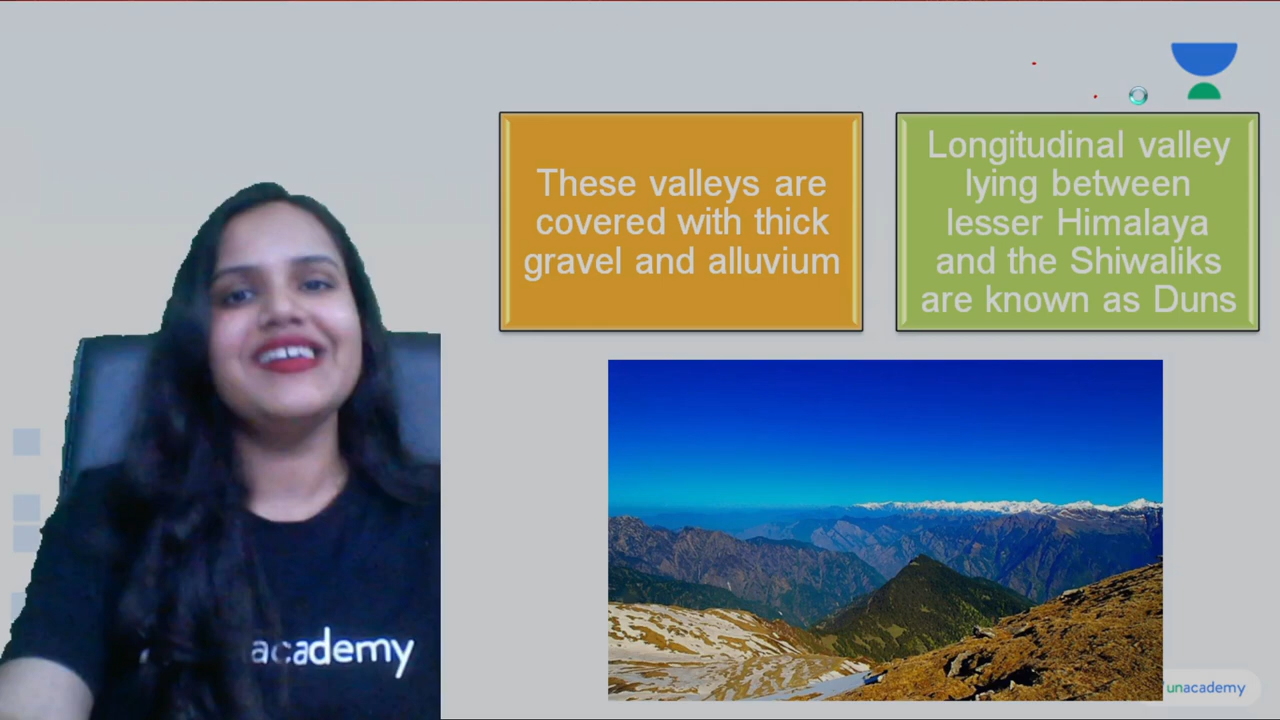 These valleys are
covered with thick
gravel and alluvium
Longitudinal valley
lying between
lesser Himalaya
and the Shiwaliks
are known as Duns
academy
unacademy